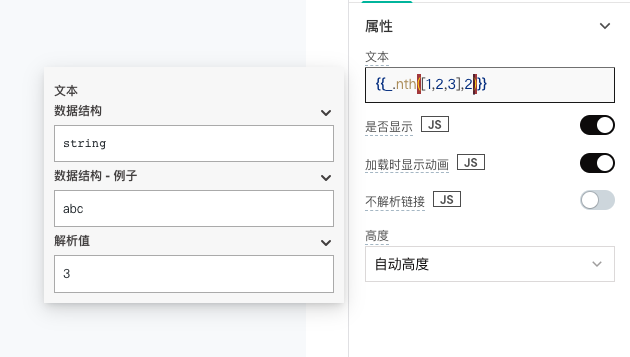 文本
数据结构
string
数据结构 - 例子
abc
解析值
3
属性
文本
{{_.nth([1,2,3],2)}}
是否显示 JS
加载时显示动画 JS
不解析链接 JS
高度
自动高度